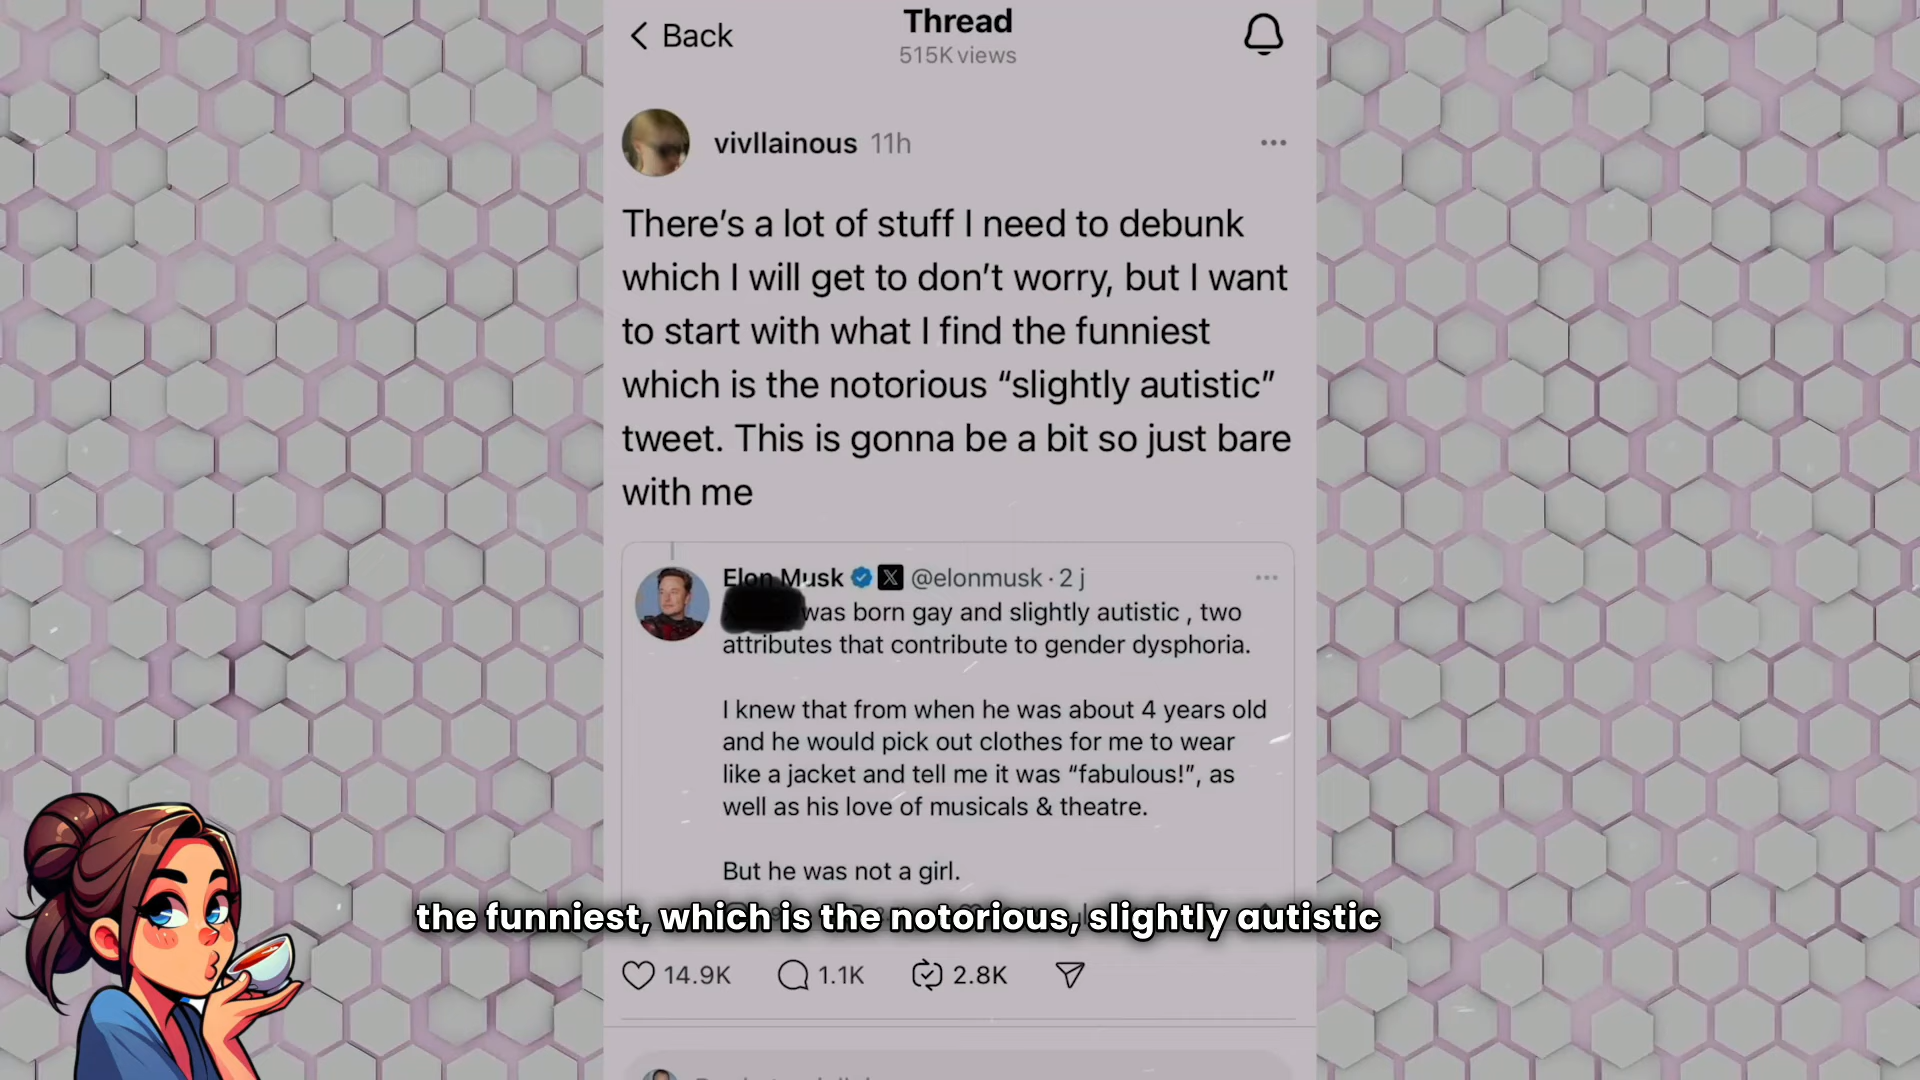 Back
Thread
515K views
vivllainous 11h
There's a lot of stuff I need to debunk
which I will get to don't worry, but I want
to start with what I find the funniest
which is the notorious “slightly autistic”
tweet. This is gonna be a bit so just bare
with me
Elon Musk @elonmusk · 2 j
was born gay and slightly autistic , two
attributes that contribute to gender dysphoria.
I knew that from when he was about 4 years old
and he would pick out clothes for me to wear
like a jacket and tell me it was “fabulous!”, as
well as his love of musicals & theatre.
But he was not a girl.
the funniest, which is the notorious, slightly autistic
14.9K 1.1K 2.8K